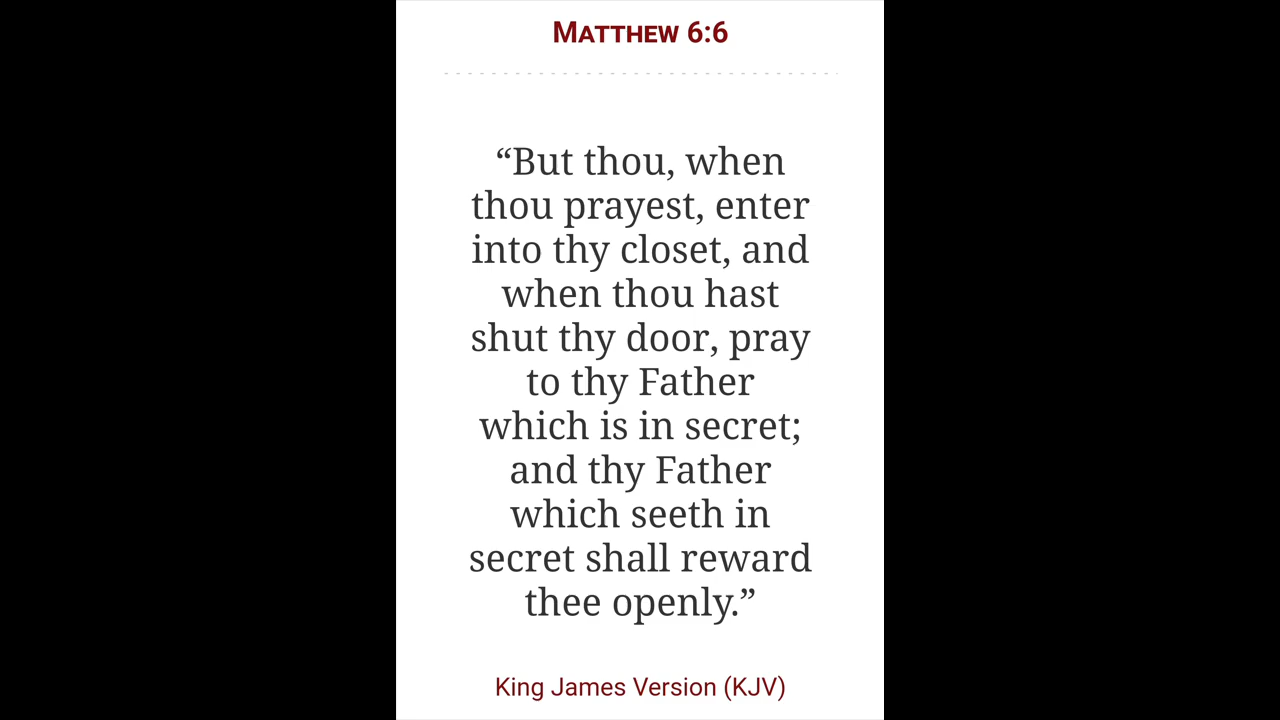 Matthew 6:6
“But thou, when
thou prayest, enter
into thy closet, and
when thou hast
shut thy door, pray
to thy Father
which is in secret;
and thy Father
which seeth in
secret shall reward
thee openly.”
King James Version (KJV)